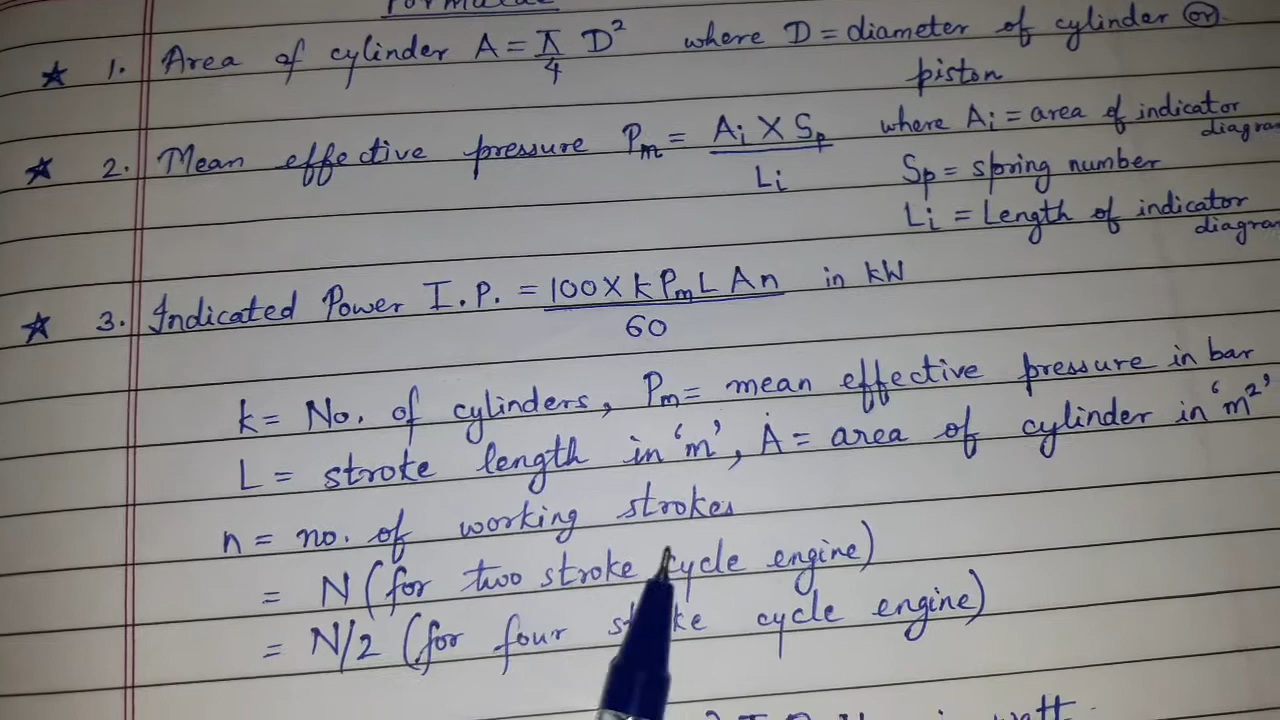 Formulae
★ 1. Area of cylinder A = π/4 D² where D = diameter of cylinder or
piston
★ 2. Mean effective pressure Pm = Ai X Sp / Li where Ai = area of indicator
diagram
Sp = spring number
Li = Length of indicator
diagram
★ 3. Indicated Power I.P. = 100 X k Pm L A n / 60 in kW
k = No. of cylinders, Pm = mean effective pressure in bar
L = stroke length in 'm', A = area of cylinder in 'm²'
n = no. of working strokes
= N (for two stroke cycle engine)
= N/2 (for four stroke cycle engine)
watt.